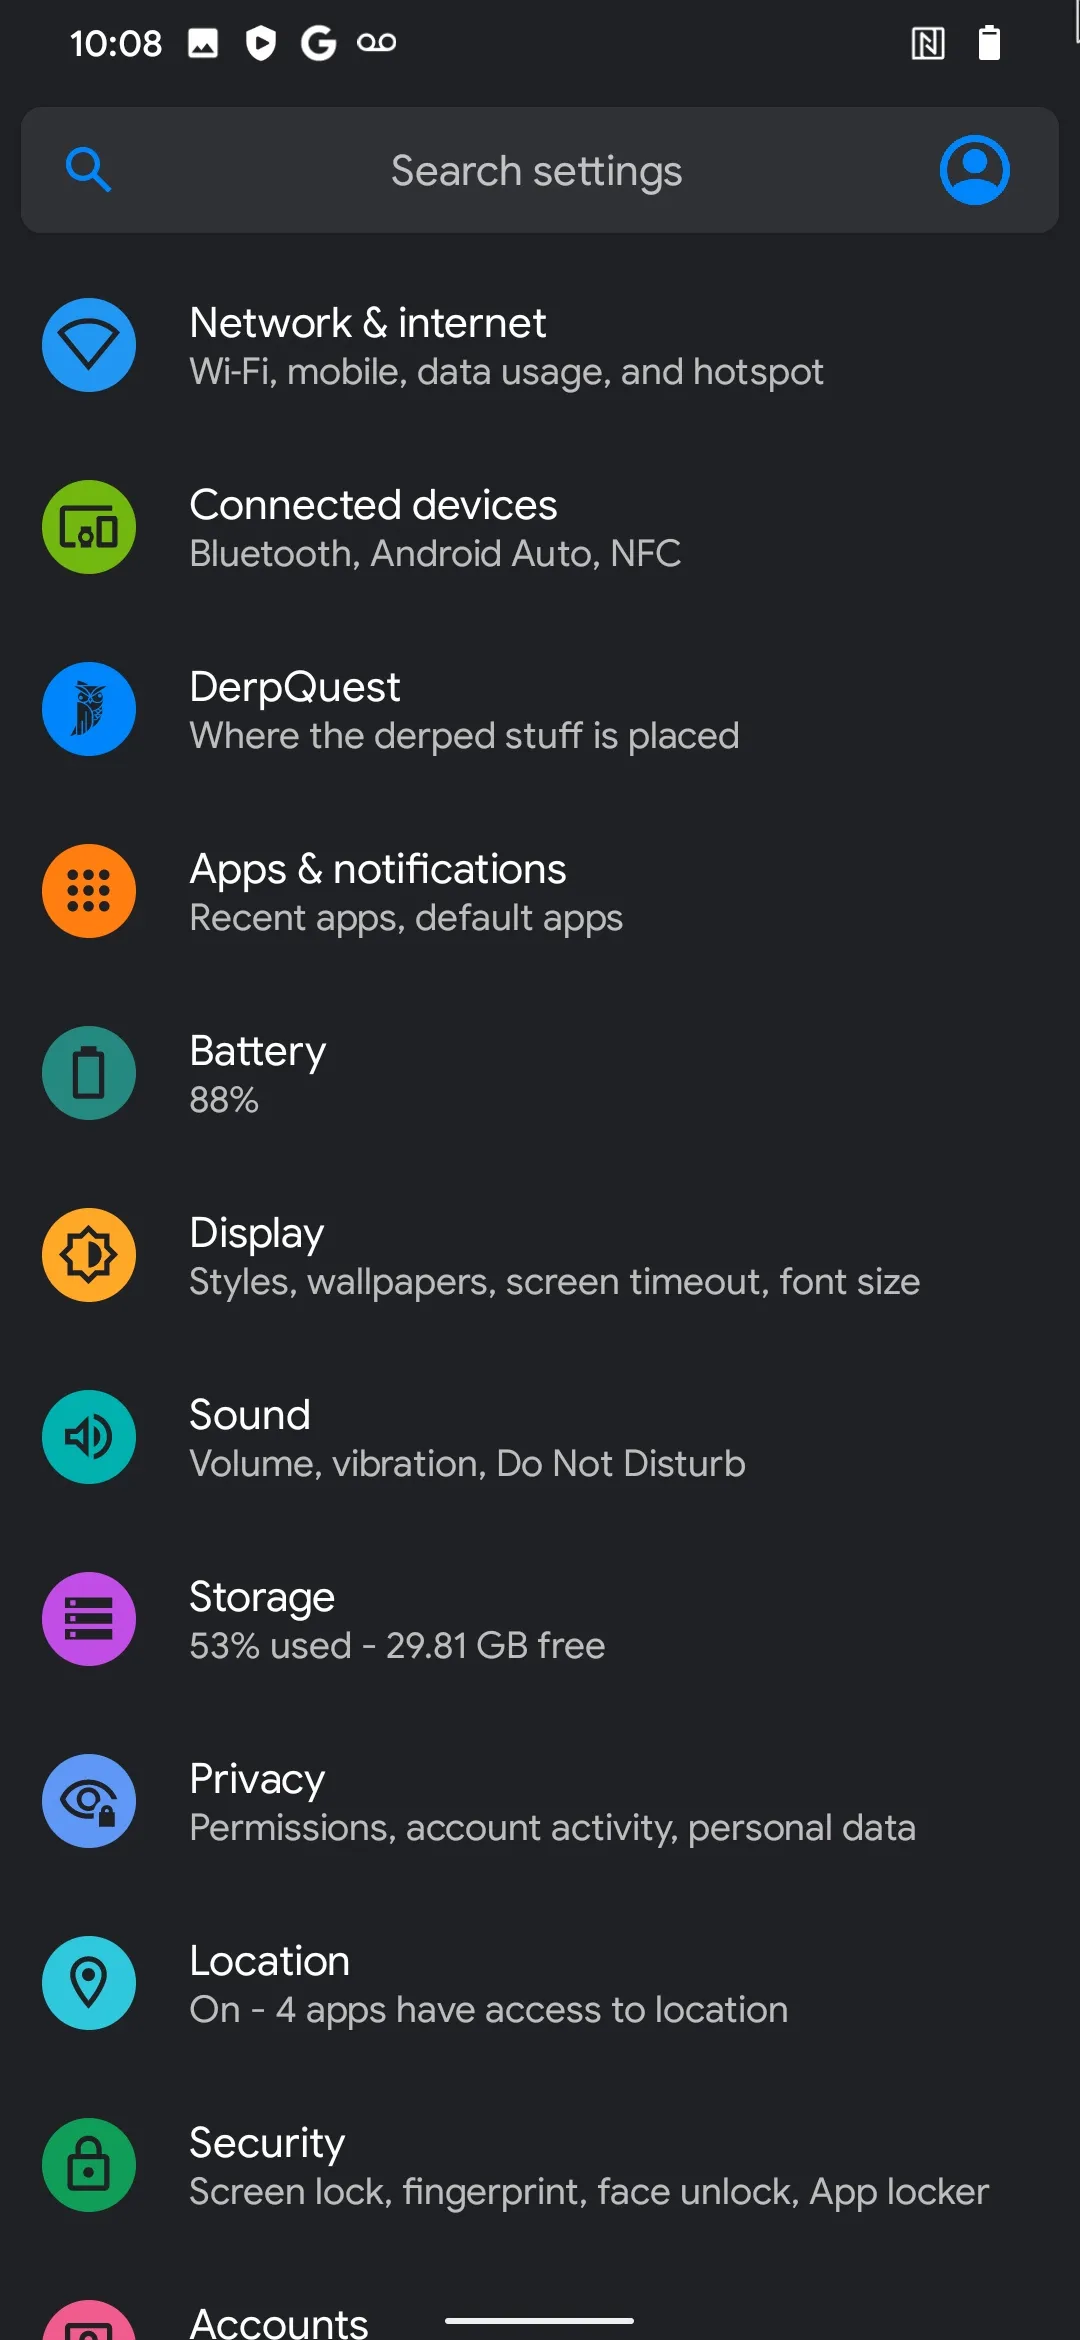 10:08
Search settings
Network & internet
Wi-Fi, mobile, data usage, and hotspot
Connected devices
Bluetooth, Android Auto, NFC
DerpQuest
Where the derped stuff is placed
Apps & notifications
Recent apps, default apps
Battery
88%
Display
Styles, wallpapers, screen timeout, font size
Sound
Volume, vibration, Do Not Disturb
Storage
53% used - 29.81 GB free
Privacy
Permissions, account activity, personal data
Location
On - 4 apps have access to location
Security
Screen lock, fingerprint, face unlock, App locker
Accounts